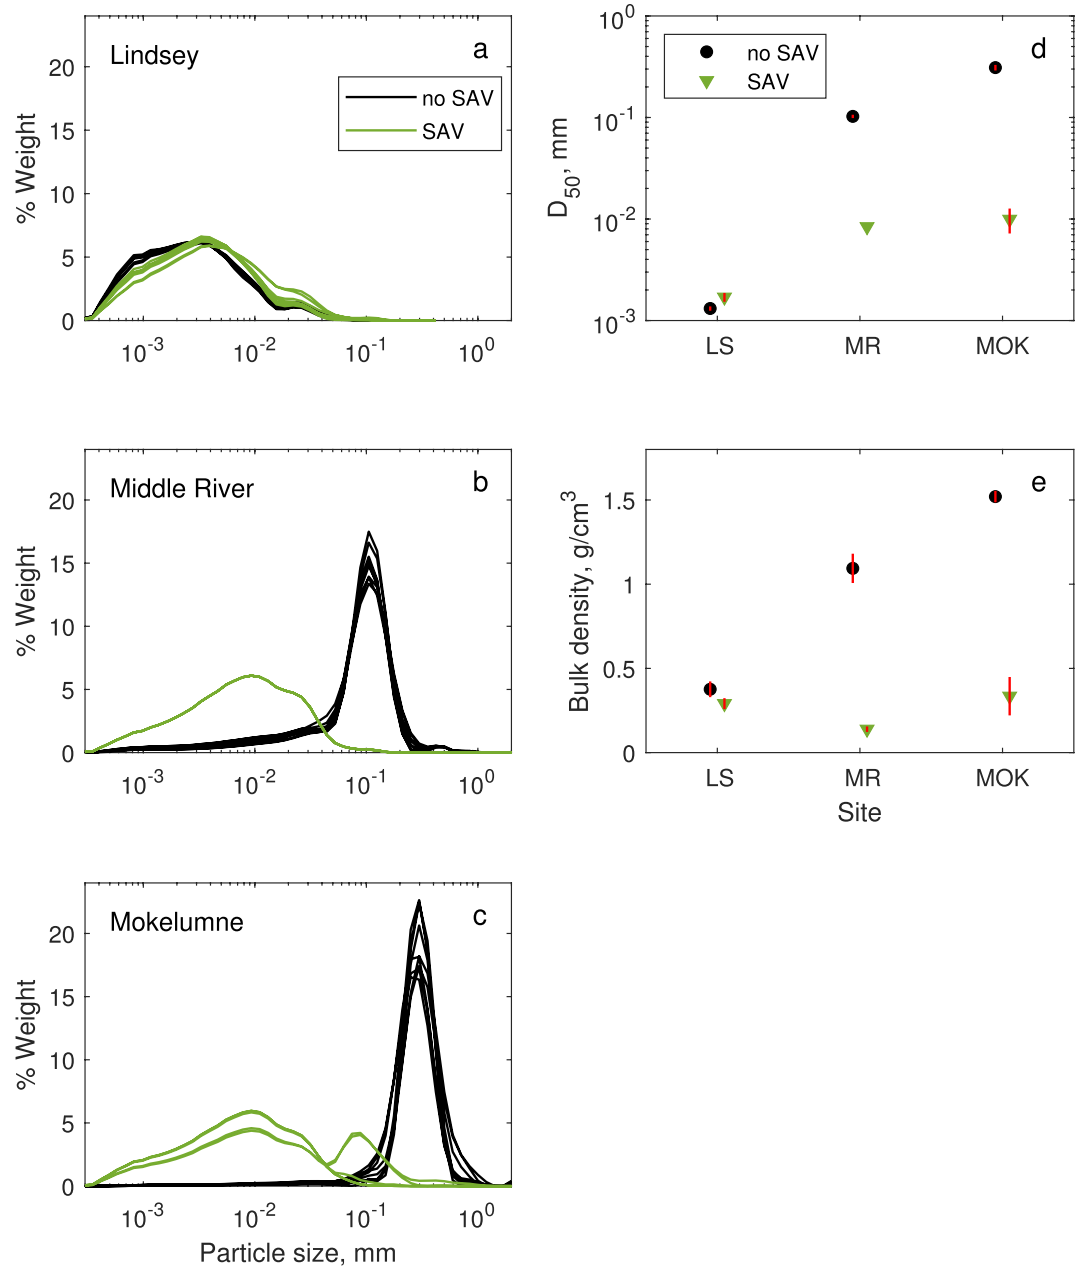 Lindsey
a
no SAV
SAV
% Weight
20
15
10
5
0
10^-3
10^-2
10^-1
10^0
d
no SAV
SAV
D_50, mm
10^0
10^-1
10^-2
10^-3
LS
MR
MOK
Middle River
b
% Weight
20
15
10
5
0
10^-3
10^-2
10^-1
10^0
e
Bulk density, g/cm^3
1.5
1
0.5
0
LS
MR
MOK
Site
Mokelumne
c
% Weight
20
15
10
5
0
10^-3
10^-2
10^-1
10^0
Particle size, mm